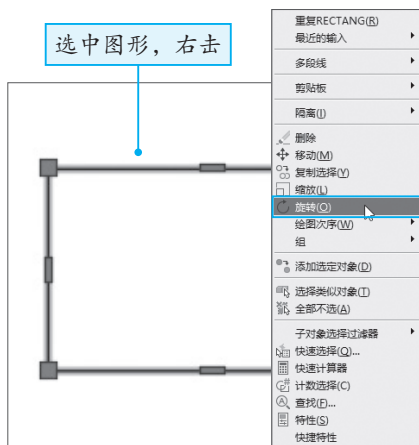 选中图形，右击
重复RECTANG(R)
最近的输入
多段线
剪贴板
隔离(I)
删除
移动(M)
复制选择(Y)
缩放(L)
旋转(O)
绘图次序(W)
组
添加选定对象(D)
选择类似对象(T)
全部不选(A)
子对象选择过滤器
快速选择(Q)...
快速计算器
计数选择(C)
查找(F)...
特性(S)
快捷特性